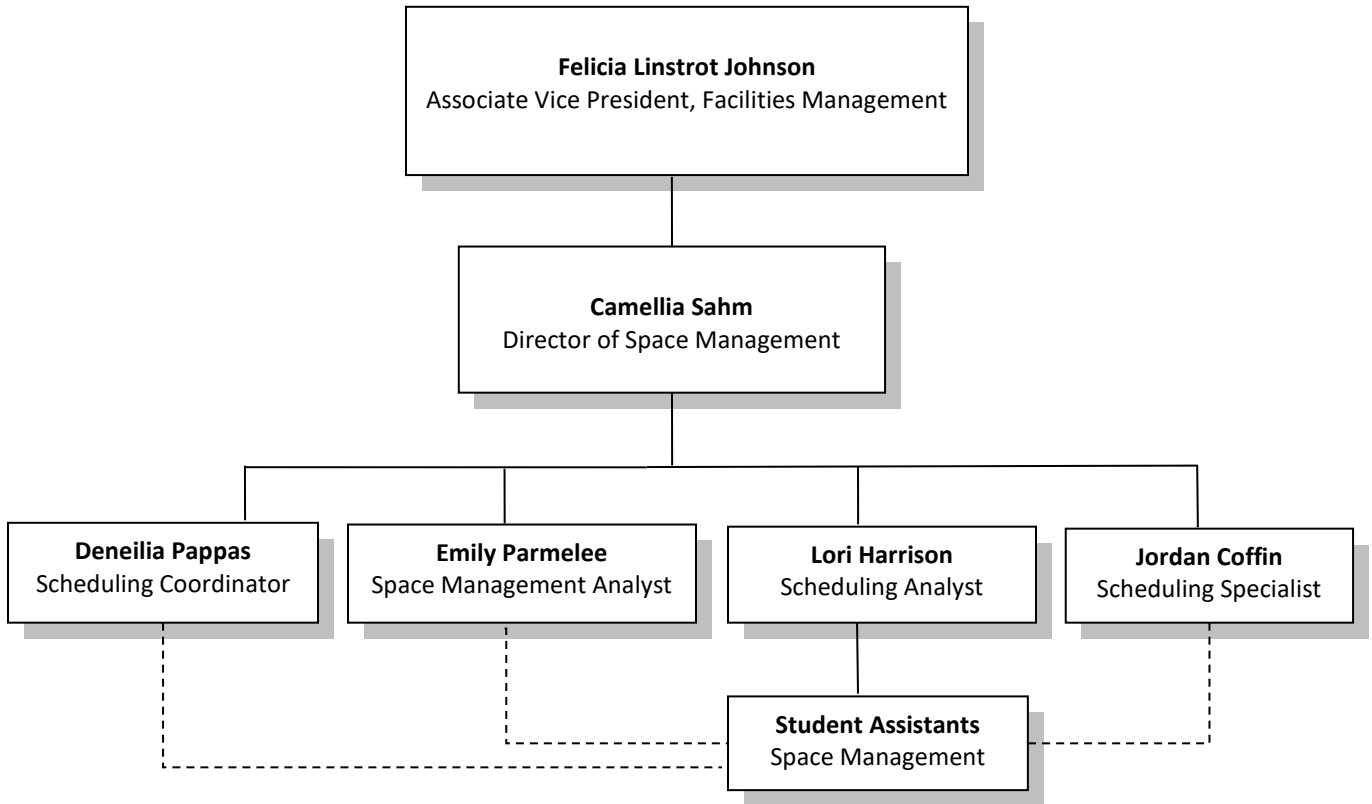 Felicia Linstrot Johnson
Associate Vice President, Facilities Management
Camellia Sahm
Director of Space Management
Deneilia Pappas
Scheduling Coordinator
Emily Parmelee
Space Management Analyst
Lori Harrison
Scheduling Analyst
Jordan Coffin
Scheduling Specialist
Student Assistants
Space Management